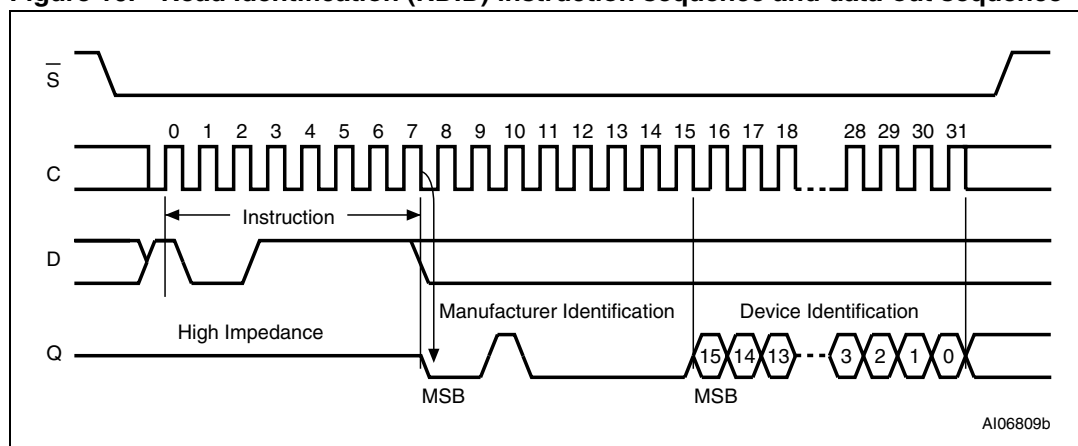 Figure 10. Read Identification (RDID) instruction sequence and data-out sequence
S
0 1 2 3 4 5 6 7 8 9 10 11 12 13 14 15 16 17 18 28 29 30 31
C
Instruction
D
Manufacturer Identification Device Identification
High Impedance
Q
15 14 13 3 2 1 0
MSB MSB
AI06809b